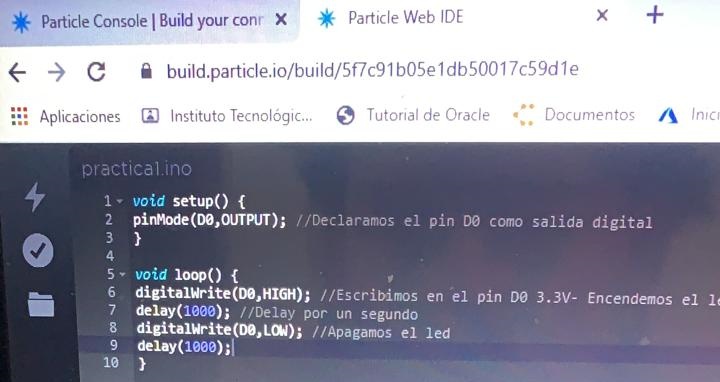 Particle Console | Build your conr
Particle Web IDE
build.particle.io/build/5f7c91b05e1db50017c59d1e
Aplicaciones
Instituto Tecnológic...
Tutorial de Oracle
Documentos
Inic
practica1.ino
1 void setup() {
2 pinMode(D0,OUTPUT); //Declaramos el pin D0 como salida digital
3 }
4
5 void loop() {
6 digitalWrite(D0,HIGH); //Escribimos en el pin D0 3.3V- Encendemos el le
7 delay(1000); //Delay por un segundo
8 digitalWrite(D0,LOW); //Apagamos el led
9 delay(1000);
10 }